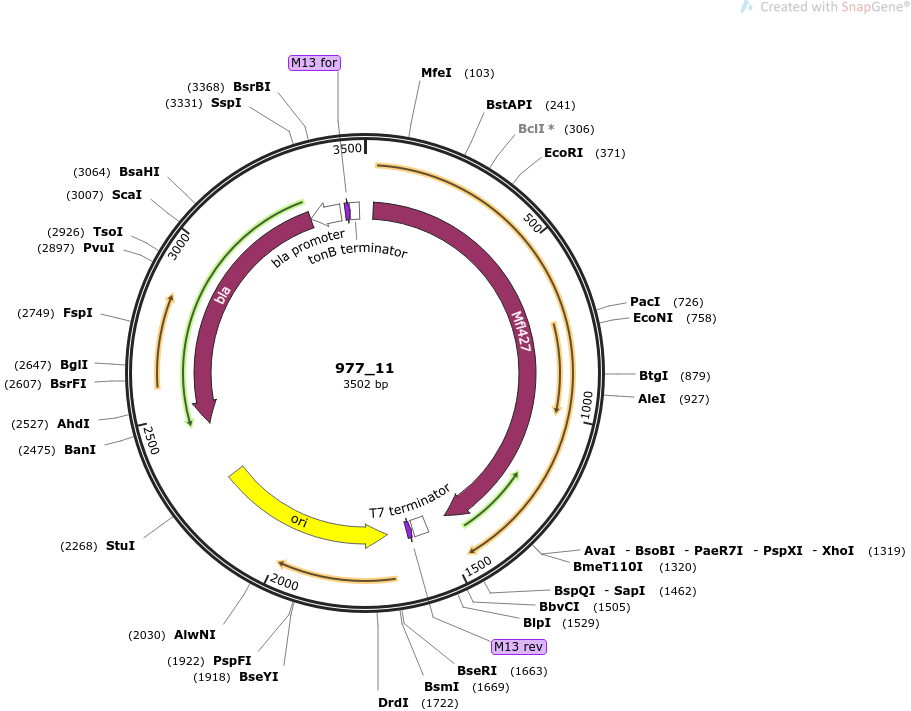 Created with SnapGene®
M13 for
MfeI (103)
(3368) BsrBI
(3331) SspI
BstAPI (241)
BclI * (306)
EcoRI (371)
3500
(3064) BsaHI
(3007) ScaI
(2926) TsoI
(2897) PvuI
3000
500
bla promoter
tonB terminator
bla
Mfl427
(2749) FspI
PacI (726)
EcoNI (758)
(2647) BglI
(2607) BsrFI
977_11
3502 bp
BtgI (879)
AleI (927)
1000
(2527) AhdI
(2475) BanI
2500
T7 terminator
ori
(2268) StuI
AvaI - BsoBI - PaeR7I - PspXI - XhoI (1319)
BmeT110I (1320)
1500
2000
BspQI - SapI (1462)
BbvCI (1505)
BlpI (1529)
(2030) AlwNI
M13 rev
(1922) PspFI
(1918) BseYI
BseRI (1663)
BsmI (1669)
DrdI (1722)